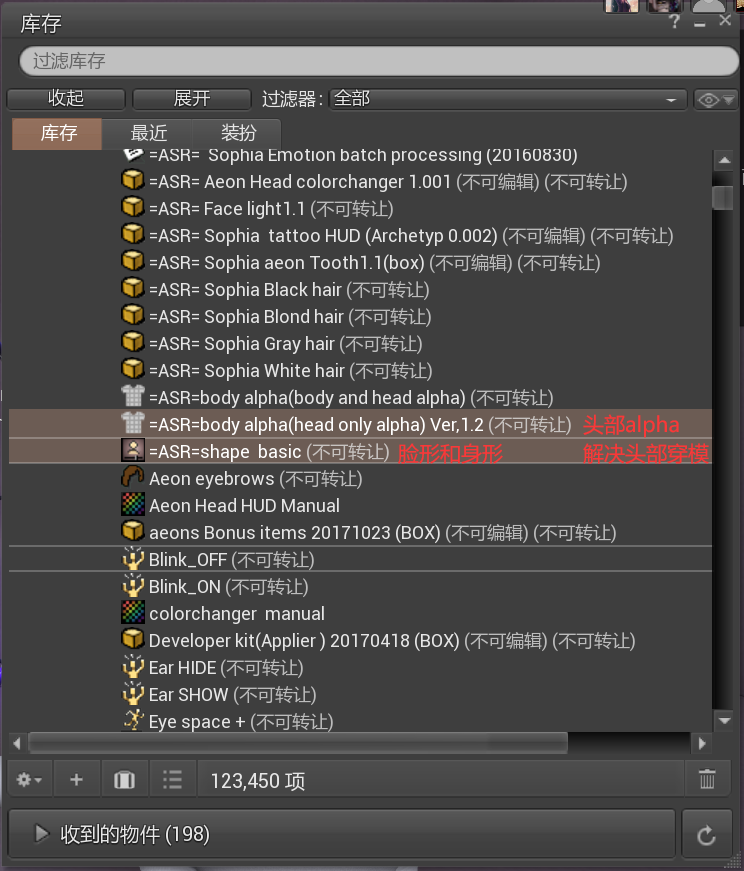 库存
?
过滤库存
收起 展开 过滤器: 全部
库存 最近 装扮
=ASR= Sophia Emotion batch processing (20160830)
=ASR= Aeon Head colorchanger 1.001 (不可编辑) (不可转让)
=ASR= Face light1.1 (不可转让)
=ASR= Sophia tattoo HUD (Archetyp 0.002) (不可编辑) (不可转让)
=ASR= Sophia aeon Tooth1.1(box) (不可编辑) (不可转让)
=ASR= Sophia Black hair (不可转让)
=ASR= Sophia Blond hair (不可转让)
=ASR= Sophia Gray hair (不可转让)
=ASR= Sophia White hair (不可转让)
=ASR=body alpha(body and head alpha) (不可转让)
=ASR=body alpha(head only alpha) Ver,1.2 (不可转让) 头部alpha
=ASR=shape basic (不可转让) 脸形和身形 解决头部穿模
Aeon eyebrows (不可转让)
Aeon Head HUD Manual
aeons Bonus items 20171023 (BOX) (不可编辑) (不可转让)
Blink_OFF (不可转让)
Blink_ON (不可转让)
colorchanger manual
Developer kit(Applier ) 20170418 (BOX) (不可编辑) (不可转让)
Ear HIDE (不可转让)
Ear SHOW (不可转让)
Eye space + (不可转让)
123,450 项
收到的物件 (198)